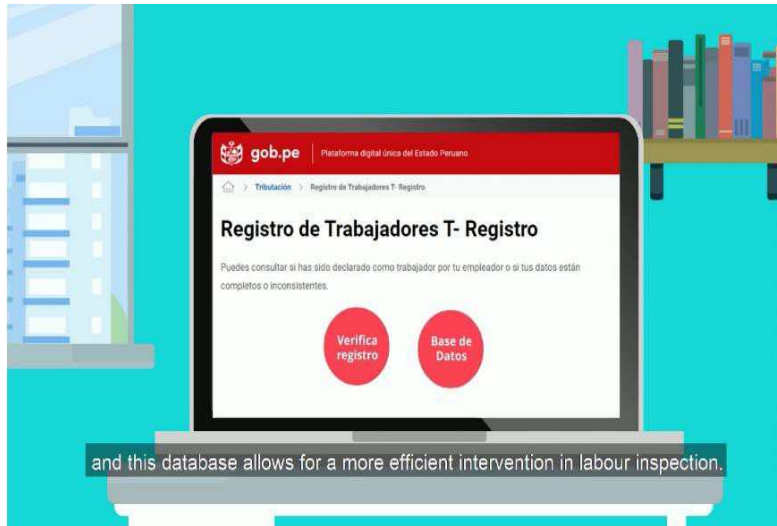 gob.pe
Plataforma digital única del Estado Peruano
Tributación > Registro de Trabajadores T- Registro
Registro de Trabajadores T- Registro
Puedes consultar si has sido declarado como trabajador por tu empleador o si tus datos están
completos o inconsistentes.
Verifica
registro
Base de
Datos
and this database allows for a more efficient intervention in labour inspection.